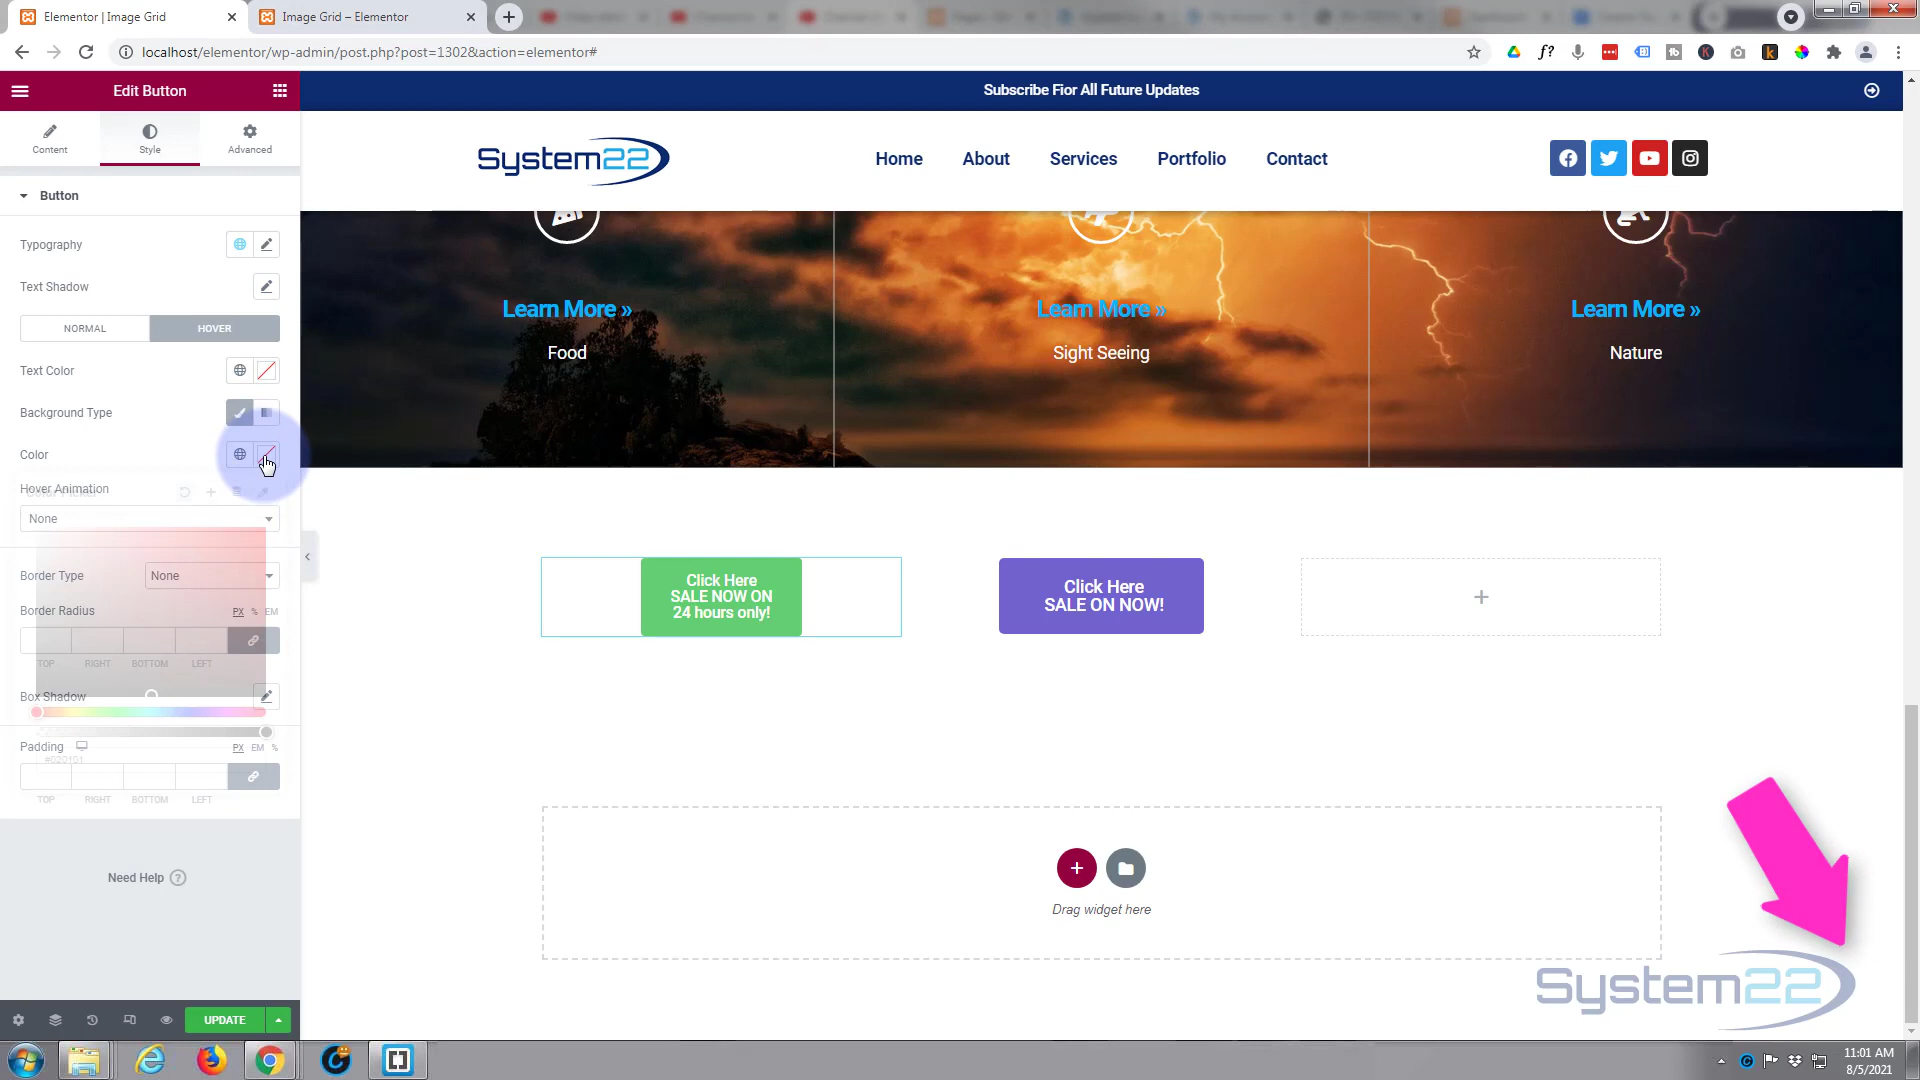 Elementor | Image Grid
Image Grid – Elementor
localhost/elementor/wp-admin/post.php?post=1302&action=elementor#
Edit Button
Content
Style
Advanced
Button
Typography
Text Shadow
NORMAL
HOVER
Text Color
Background Type
Color
Hover Animation
None
Border Type
None
Border Radius
PX % EM
TOP RIGHT BOTTOM LEFT
Box Shadow
Padding
PX EM %
#020101
TOP RIGHT BOTTOM LEFT
Need Help
UPDATE
Subscribe Fior All Future Updates
System22
Home
About
Services
Portfolio
Contact
Learn More »
Food
Learn More »
Sight Seeing
Learn More »
Nature
Click Here
SALE NOW ON
24 hours only!
Click Here
SALE ON NOW!
Drag widget here
System22
11:01 AM
8/5/2021